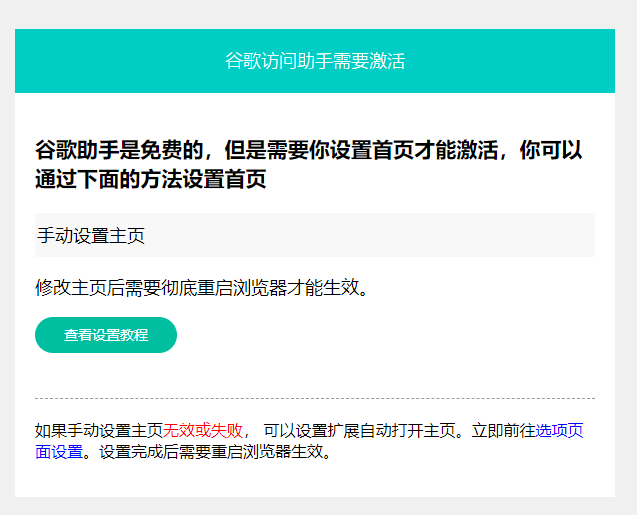 谷歌访问助手需要激活
谷歌助手是免费的，但是需要你设置首页才能激活，你可以
通过下面的方法设置首页
手动设置主页
修改主页后需要彻底重启浏览器才能生效。
查看设置教程
如果手动设置主页无效或失败， 可以设置扩展自动打开主页。立即前往选项页
面设置。设置完成后需要重启浏览器生效。